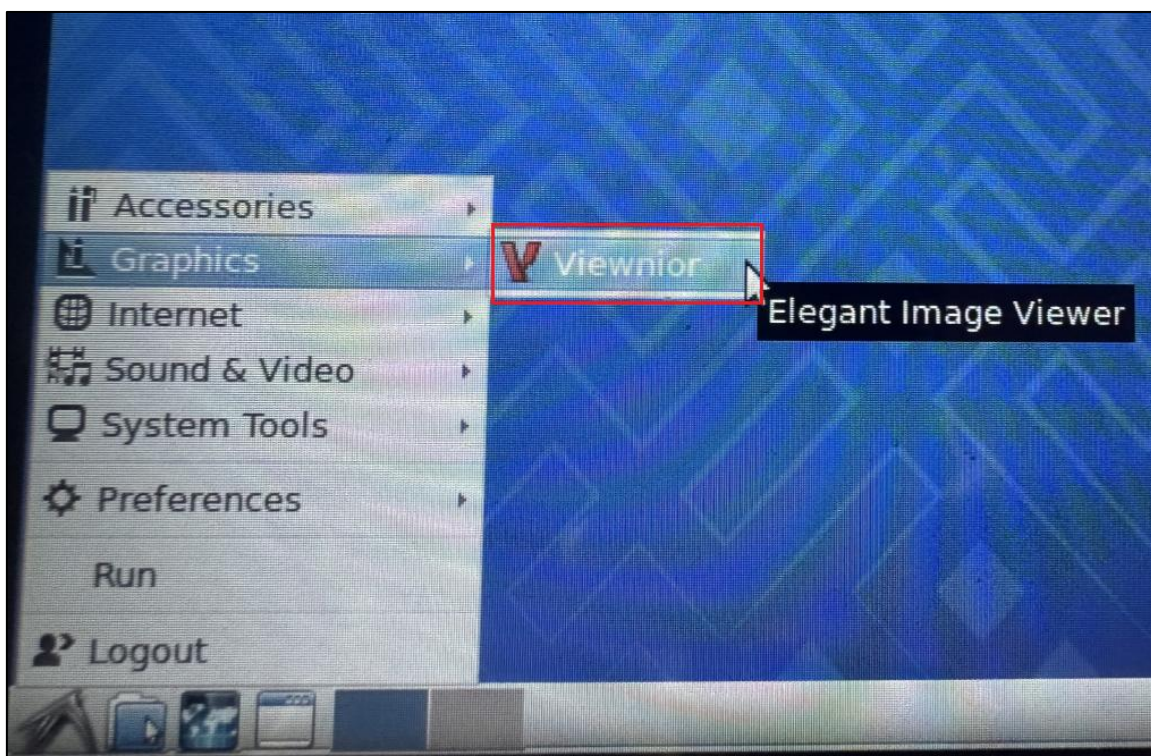 Accessories
Graphics
Viewnior
Elegant Image Viewer
Internet
Sound & Video
System Tools
Preferences
Run
Logout